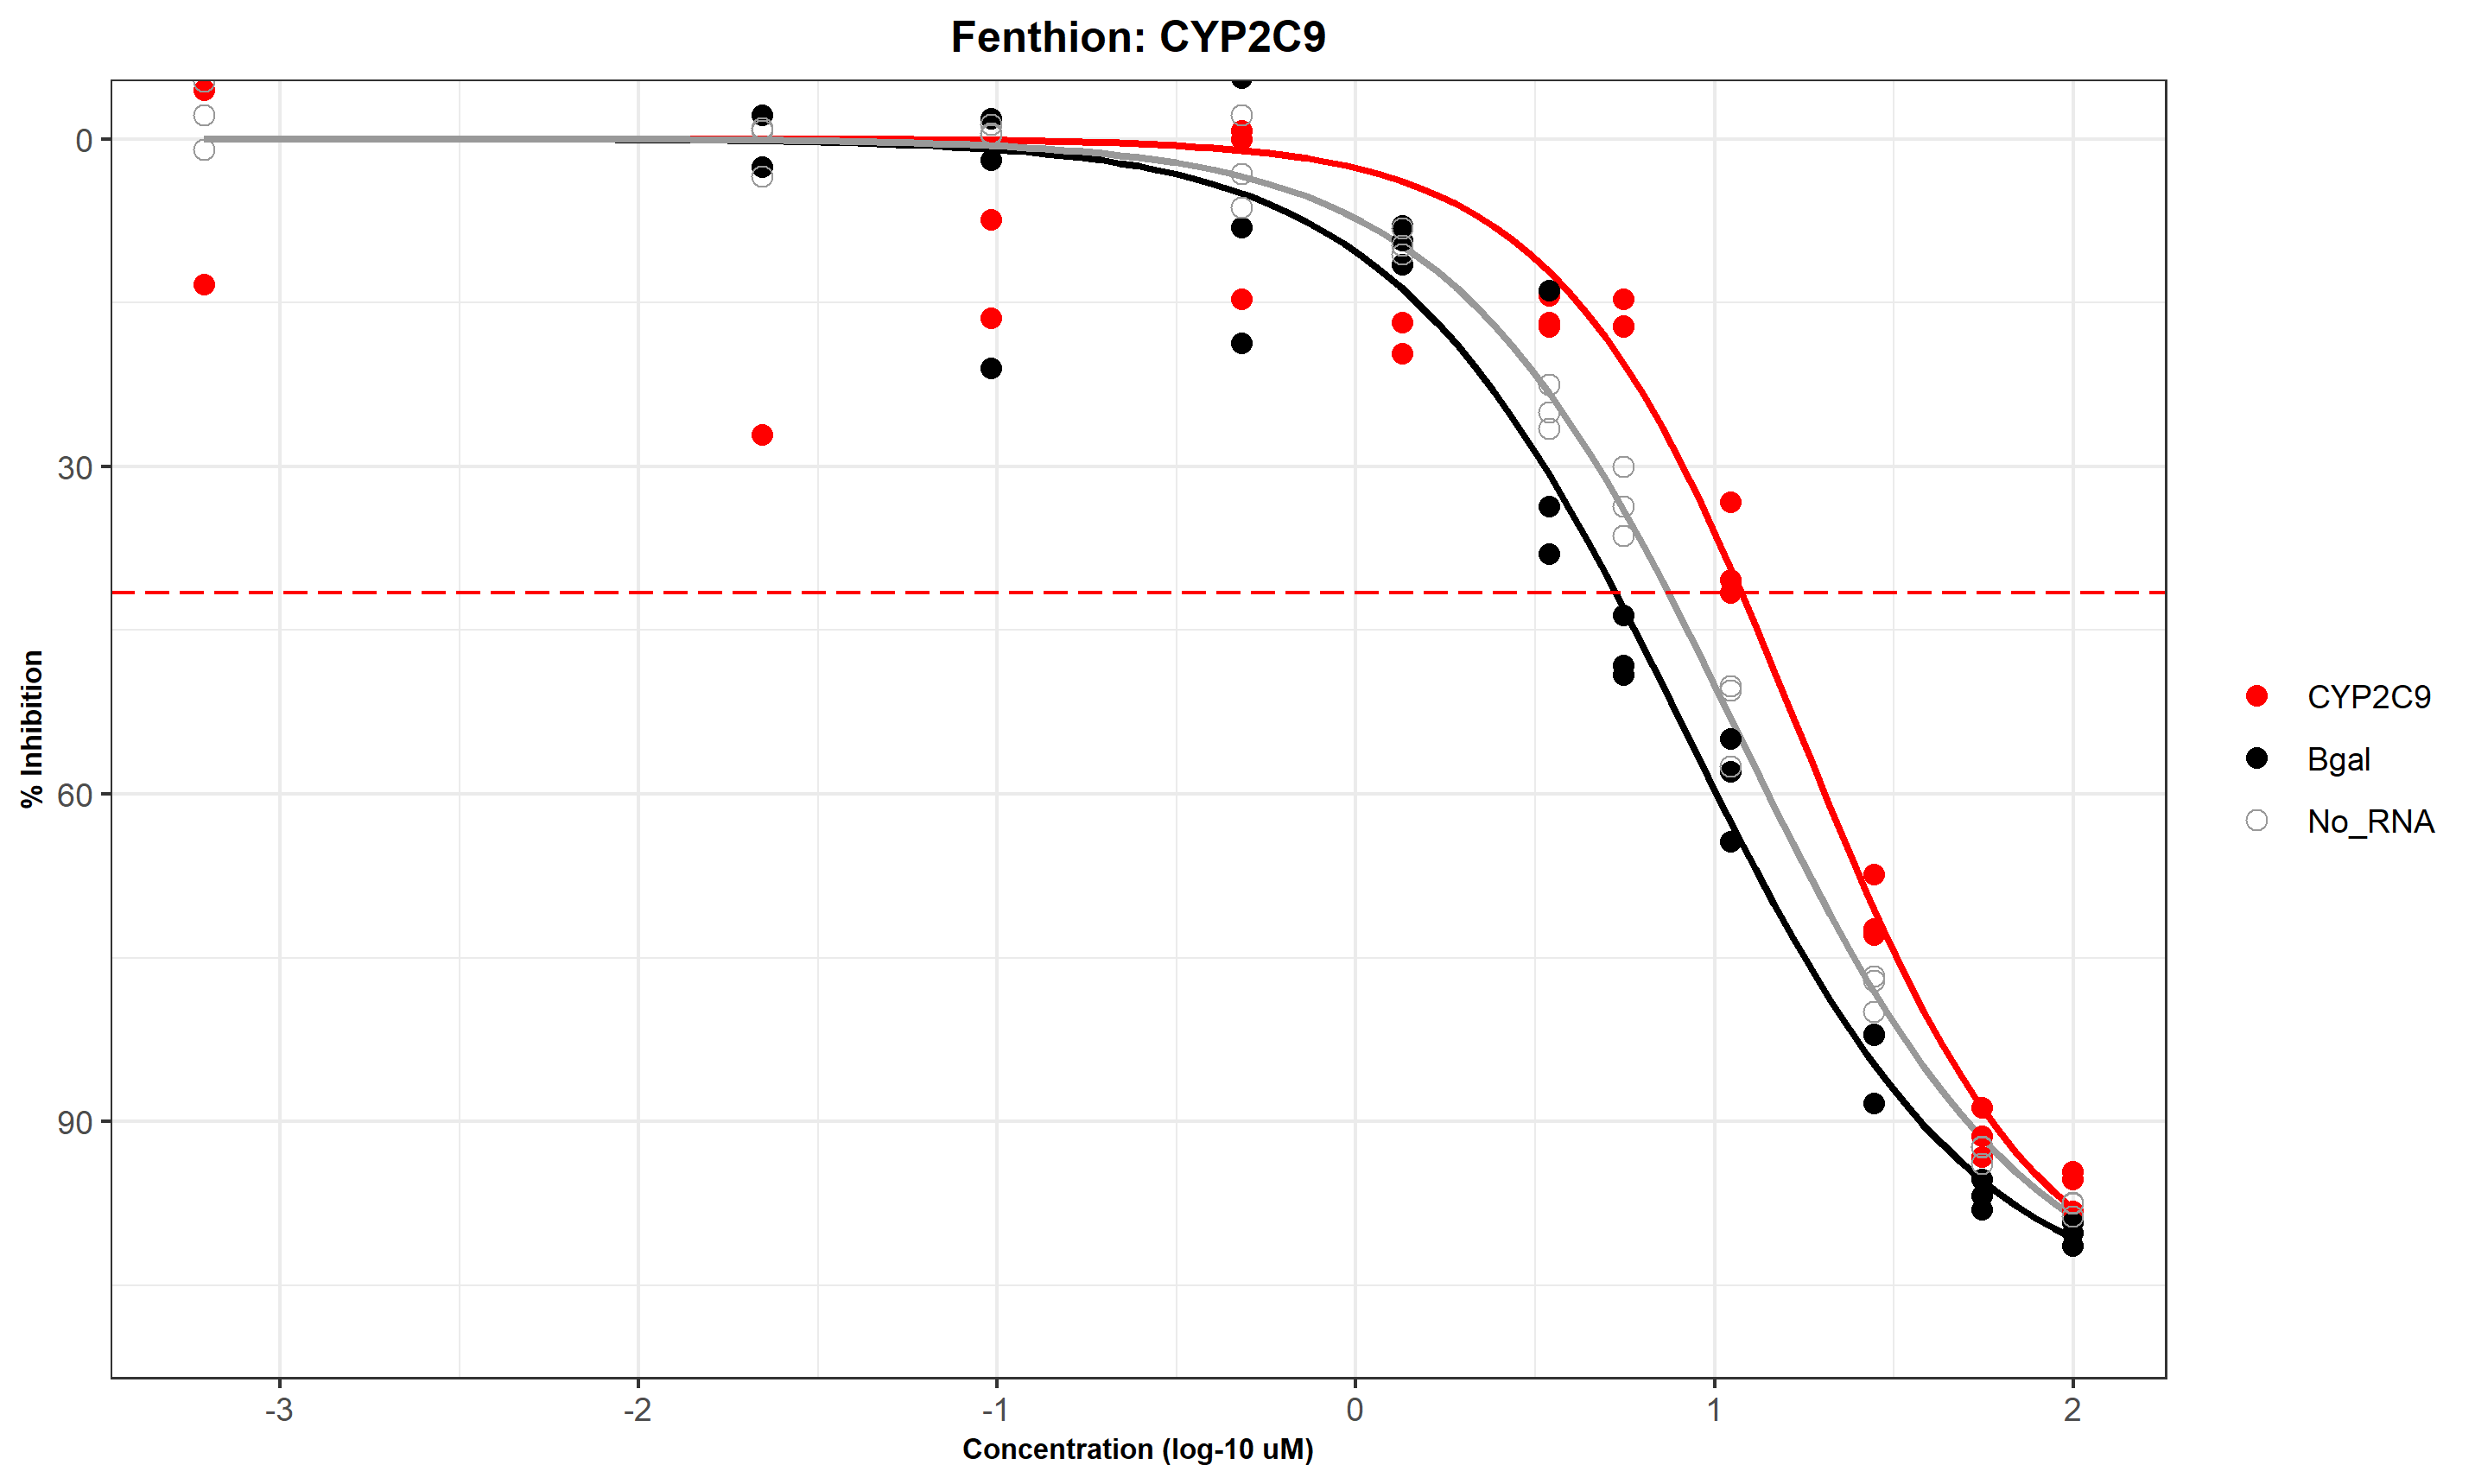 Fenthion: CYP2C9
% Inhibition
0
30
60
90
-3
-2
-1
0
1
2
Concentration (log-10 uM)
CYP2C9
Bgal
No_RNA